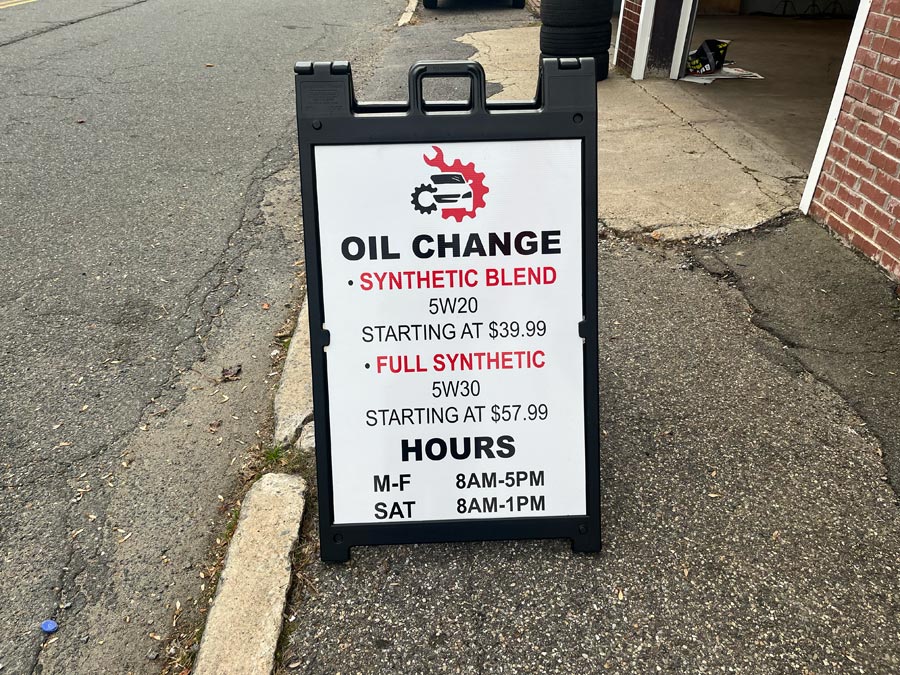 OIL CHANGE
• SYNTHETIC BLEND
5W20
STARTING AT $39.99
• FULL SYNTHETIC
5W30
STARTING AT $57.99
HOURS
M-F 8AM-5PM
SAT 8AM-1PM